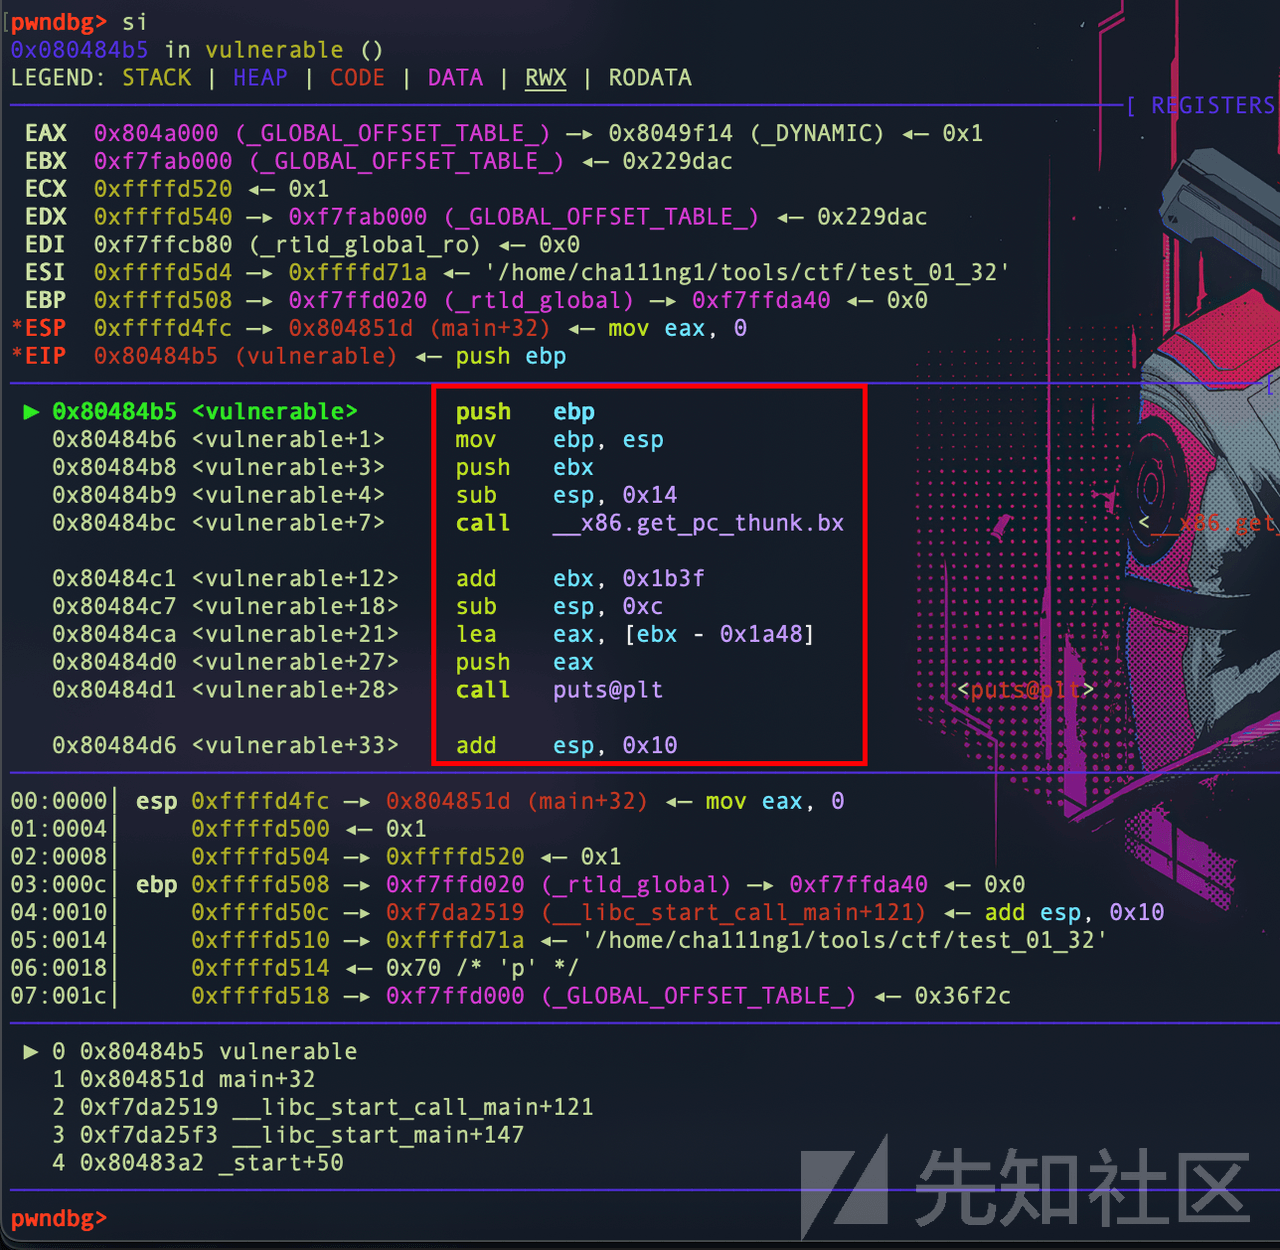 pwndbg> si
0x080484b5 in vulnerable ()
LEGEND: STACK | HEAP | CODE | DATA | RWX | RODATA
[ REGISTERS
EAX  0x804a000 (_GLOBAL_OFFSET_TABLE_) —▸ 0x8049f14 (_DYNAMIC) ◂— 0x1
EBX  0xf7fab000 (_GLOBAL_OFFSET_TABLE_) ◂— 0x229dac
ECX  0xffffd520 ◂— 0x1
EDX  0xffffd540 —▸ 0xf7fab000 (_GLOBAL_OFFSET_TABLE_) ◂— 0x229dac
EDI  0xf7ffcb80 (_rtld_global_ro) ◂— 0x0
ESI  0xffffd5d4 —▸ 0xffffd71a ◂— '/home/cha111ng1/tools/ctf/test_01_32'
EBP  0xffffd508 —▸ 0xf7ffd020 (_rtld_global) —▸ 0xf7ffda40 ◂— 0x0
*ESP  0xffffd4fc —▸ 0x804851d (main+32) ◂— mov eax, 0
*EIP  0x80484b5 (vulnerable) ◂— push ebp
[
► 0x80484b5 <vulnerable>    push   ebp
0x80484b6 <vulnerable+1>    mov    ebp, esp
0x80484b8 <vulnerable+3>    push   ebx
0x80484b9 <vulnerable+4>    sub    esp, 0x14
0x80484bc <vulnerable+7>    call   __x86.get_pc_thunk.bx    <__x86.get_
0x80484c1 <vulnerable+12>    add    ebx, 0x1b3f
0x80484c7 <vulnerable+18>    sub    esp, 0xc
0x80484ca <vulnerable+21>    lea    eax, [ebx - 0x1a48]
0x80484d0 <vulnerable+27>    push   eax
0x80484d1 <vulnerable+28>    call   puts@plt    <puts@plt>
0x80484d6 <vulnerable+33>    add    esp, 0x10
00:0000│ esp 0xffffd4fc —▸ 0x804851d (main+32) ◂— mov eax, 0
01:0004│     0xffffd500 ◂— 0x1
02:0008│     0xffffd504 —▸ 0xffffd520 ◂— 0x1
03:000c│ ebp 0xffffd508 —▸ 0xf7ffd020 (_rtld_global) —▸ 0xf7ffda40 ◂— 0x0
04:0010│     0xffffd50c —▸ 0xf7da2519 (__libc_start_call_main+121) ◂— add esp, 0x10
05:0014│     0xffffd510 —▸ 0xffffd71a ◂— '/home/cha111ng1/tools/ctf/test_01_32'
06:0018│     0xffffd514 ◂— 0x70 /* 'p' */
07:001c│     0xffffd518 —▸ 0xf7ffd000 (_GLOBAL_OFFSET_TABLE_) ◂— 0x36f2c
► 0 0x80484b5 vulnerable
1 0x804851d main+32
2 0xf7da2519 __libc_start_call_main+121
3 0xf7da25f3 __libc_start_main+147
4 0x80483a2 _start+50
pwndbg>
先知社区